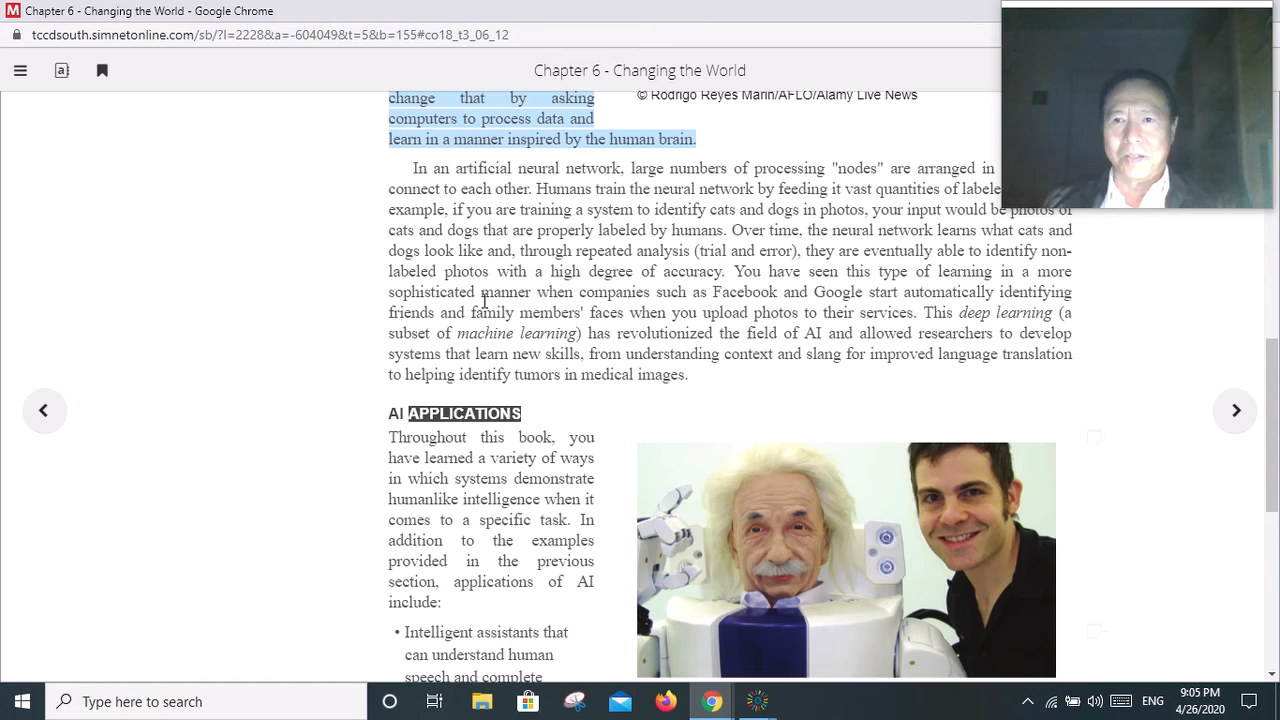 Chapter 6 - Changing the World - Google Chrome
tccdsouth.simnetonline.com/sb/?l=2228&a=-604049&t=5&b=155#co18_t3_06_12
Chapter 6 - Changing the World
change that by asking
computers to process data and
learn in a manner inspired by the human brain.
© Rodrigo Reyes Marin/AFLO/Alamy Live News
In an artificial neural network, large numbers of processing "nodes" are arranged in
connect to each other. Humans train the neural network by feeding it vast quantities of
example, if you are training a system to identify cats and dogs in photos, your input would be photos of
cats and dogs that are properly labeled by humans. Over time, the neural network learns what cats and
dogs look like and, through repeated analysis (trial and error), they are eventually able to identify non-
labeled photos with a high degree of accuracy. You have seen this type of learning in a more
sophisticated manner when companies such as Facebook and Google start automatically identifying
friends and family members' faces when you upload photos to their services. This deep learning (a
subset of machine learning) has revolutionized the field of AI and allowed researchers to develop
systems that learn new skills, from understanding context and slang for improved language translation
to helping identify tumors in medical images.
AI APPLICATIONS
Throughout this book, you
have learned a variety of ways
in which systems demonstrate
humanlike intelligence when it
comes to a specific task. In
addition to the examples
provided in the previous
section, applications of AI
include:
• Intelligent assistants that
can understand human
speech and complete
Type here to search
ENG
9:05 PM
4/26/2020